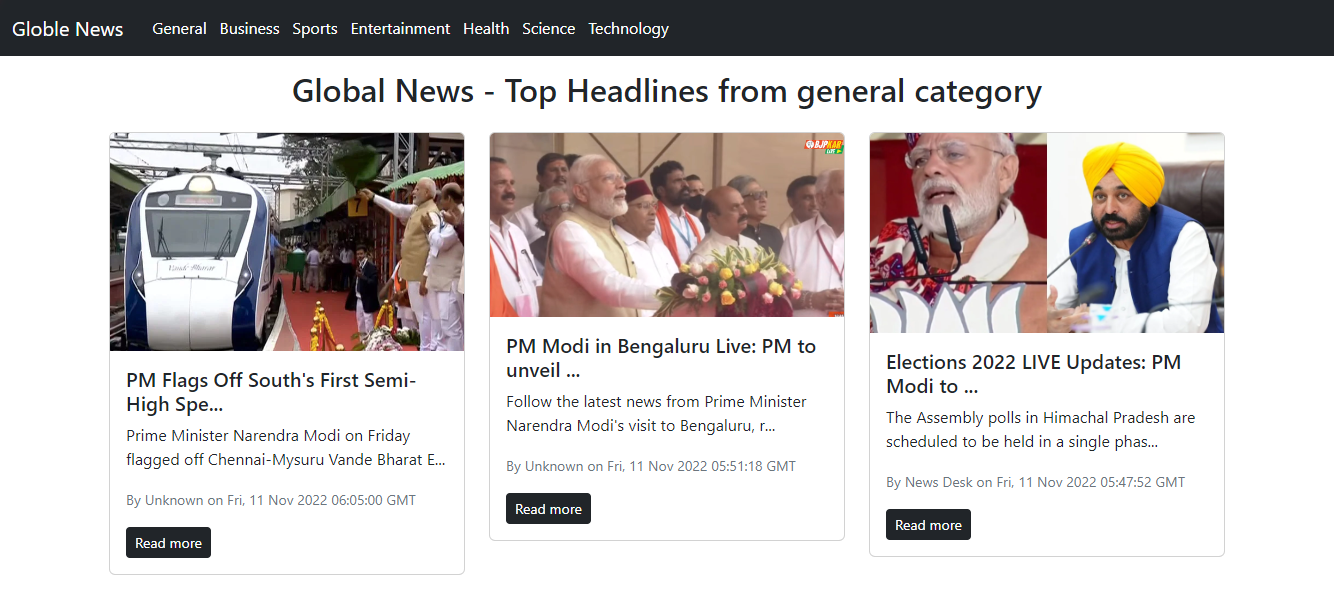 Globle News
General Business Sports Entertainment Health Science Technology
Global News - Top Headlines from general category
Vande Bharat
PM Flags Off South's First Semi-
High Spe...
Prime Minister Narendra Modi on Friday
flagged off Chennai-Mysuru Vande Bharat E...
By Unknown on Fri, 11 Nov 2022 06:05:00 GMT
Read more
BJPKAR
LIVE
PM Modi in Bengaluru Live: PM to
unveil ...
Follow the latest news from Prime Minister
Narendra Modi's visit to Bengaluru, r...
By Unknown on Fri, 11 Nov 2022 05:51:18 GMT
Read more
Elections 2022 LIVE Updates: PM
Modi to ...
The Assembly polls in Himachal Pradesh are
scheduled to be held in a single phas...
By News Desk on Fri, 11 Nov 2022 05:47:52 GMT
Read more